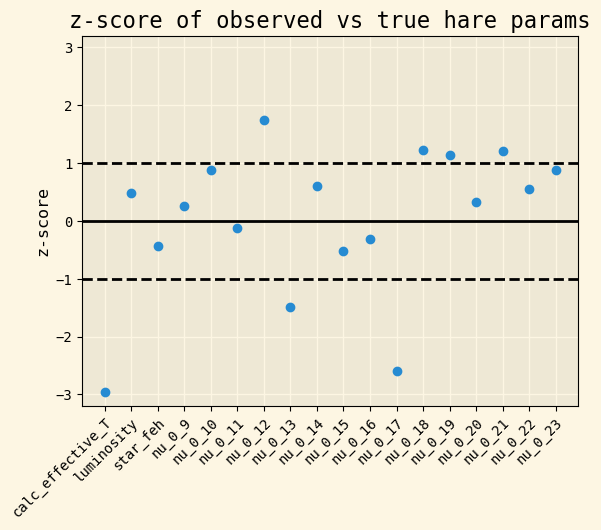 z-score of observed vs true hare params
3
2
1
0
−1
−2
−3
z-score
calc_effective_T
luminosity
star_feh
nu_0_9
nu_0_10
nu_0_11
nu_0_12
nu_0_13
nu_0_14
nu_0_15
nu_0_16
nu_0_17
nu_0_18
nu_0_19
nu_0_20
nu_0_21
nu_0_22
nu_0_23